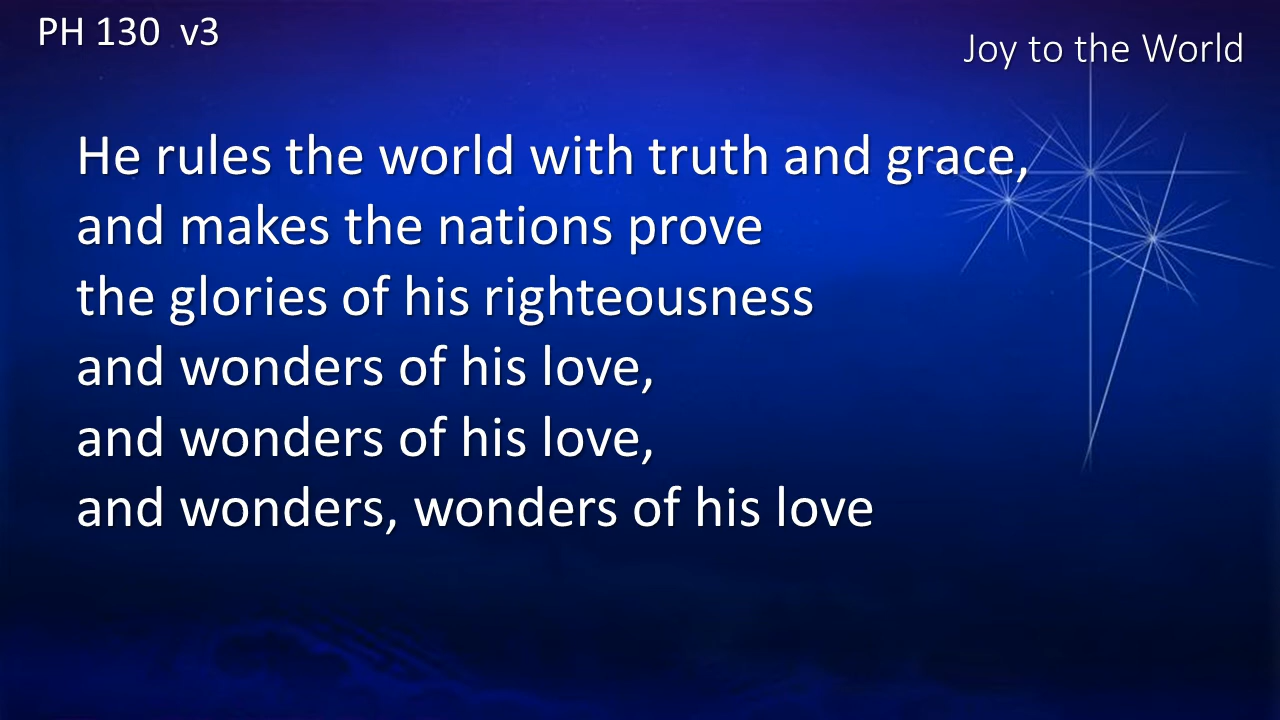 PH 130  v3
Joy to the World
He rules the world with truth and grace,
and makes the nations prove
the glories of his righteousness
and wonders of his love,
and wonders of his love,
and wonders, wonders of his love